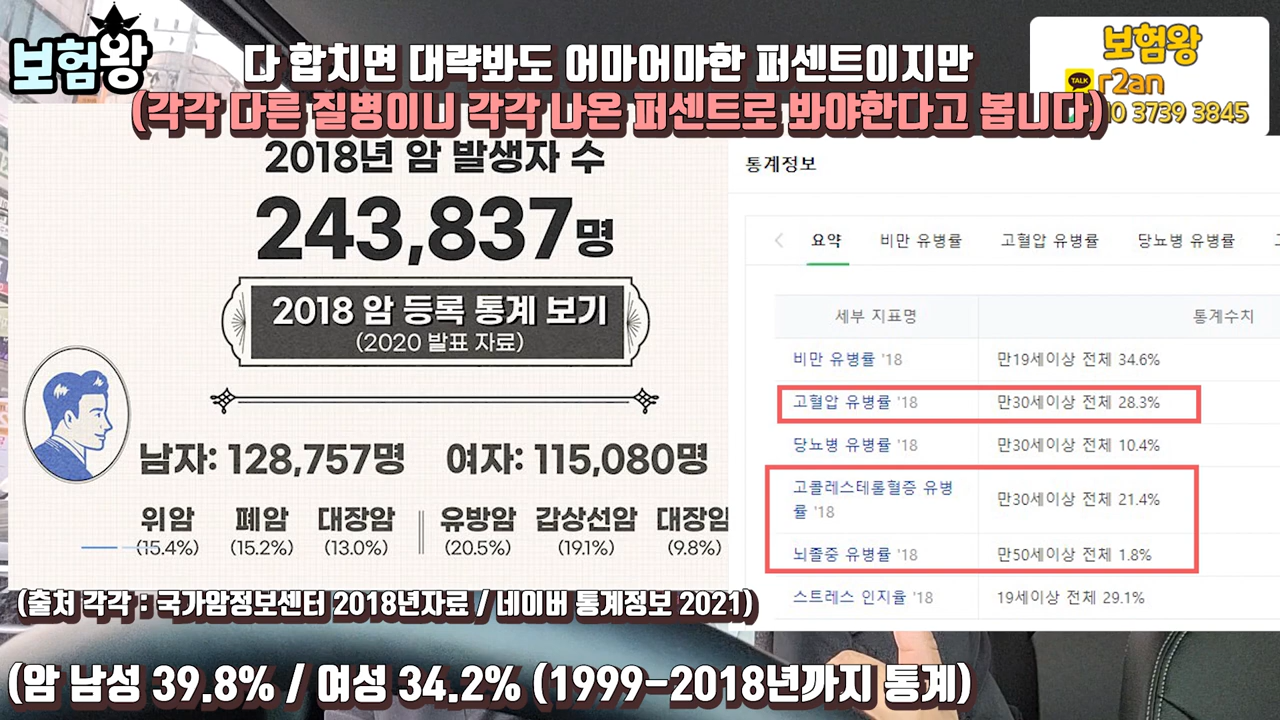 보험왕
다 합치면 대략봐도 어마어마한 퍼센트이지만
(각각 다른 질병이니 각각 나온 퍼센트로 봐야한다고 봅니다)
보험왕
TALK r2an
10 3739 3845
2018년 암 발생자 수
243,837명
2018 암 등록 통계 보기
(2020 발표 자료)
남자: 128,757명 여자: 115,080명
위암 폐암 대장암 유방암 갑상선암 대장암
(15.4%) (15.2%) (13.0%) (20.5%) (19.1%) (9.8%)
통계정보
요약 비만 유병률 고혈압 유병률 당뇨병 유병률
세부 지표명 통계수치
비만 유병률 '18 만19세이상 전체 34.6%
고혈압 유병률 '18 만30세이상 전체 28.3%
당뇨병 유병률 '18 만30세이상 전체 10.4%
고콜레스테롤혈증 유병
률 '18 만30세이상 전체 21.4%
뇌졸중 유병률 '18 만50세이상 전체 1.8%
스트레스 인지율 '18 19세이상 전체 29.1%
(출처 각각 : 국가암정보센터 2018년자료 / 네이버 통계정보 2021)
(암 남성 39.8% / 여성 34.2% (1999-2018년까지 통계)